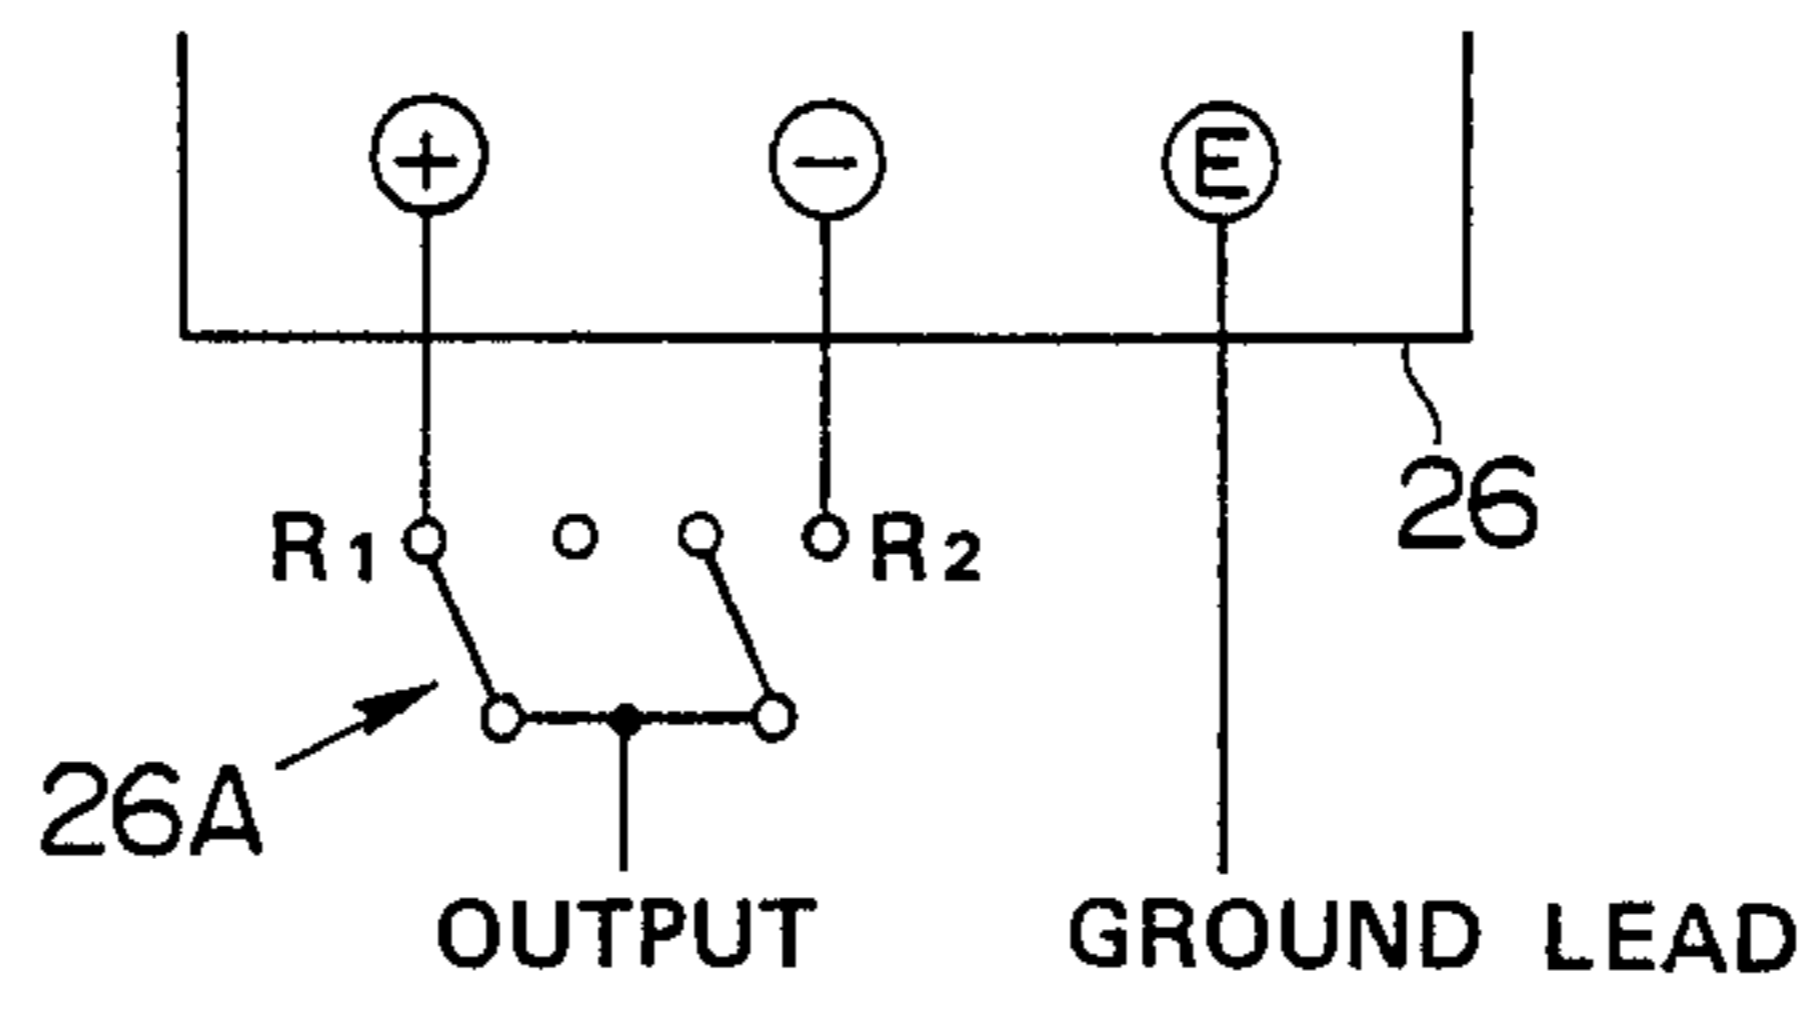 + − E
26
R1 R2
26A
OUTPUT GROUND LEAD